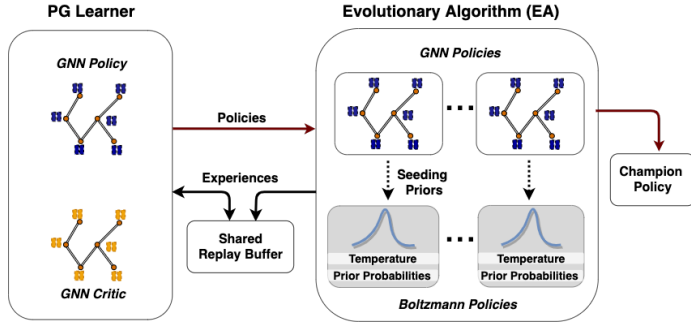 PG Learner
GNN Policy
GNN Critic
Policies
Experiences
Shared
Replay Buffer
Evolutionary Algorithm (EA)
GNN Policies
Seeding
Priors
Temperature
Prior Probabilities
Temperature
Prior Probabilities
Boltzmann Policies
Champion
Policy